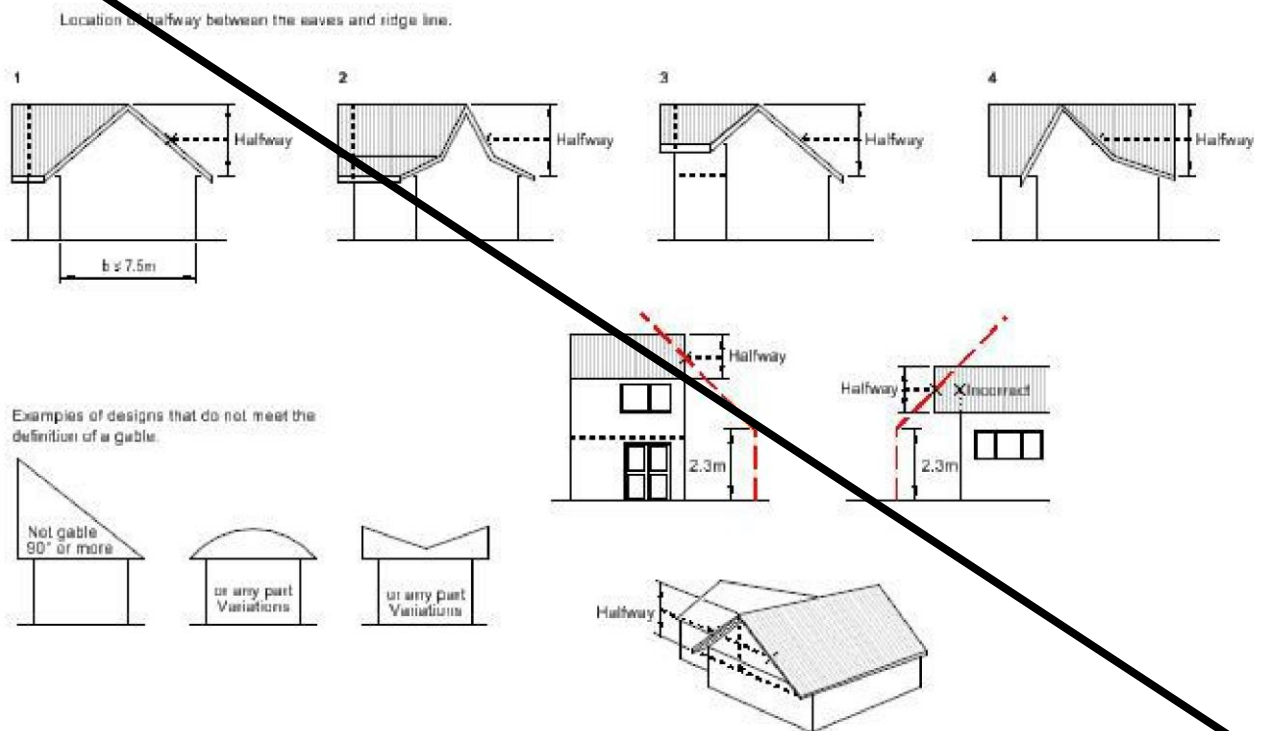 Location of halfway between the eaves and ridge line.
1
2
3
4
Halfway
Halfway
Halfway
Halfway
b ≤ 7.5m
Halfway
2.3m
Halfway
Incorrect
2.3m
Examples of designs that do not meet the
definition of a gable.
Not gable
90° or more
or any part
Variations
or any part
Variations
Halfway